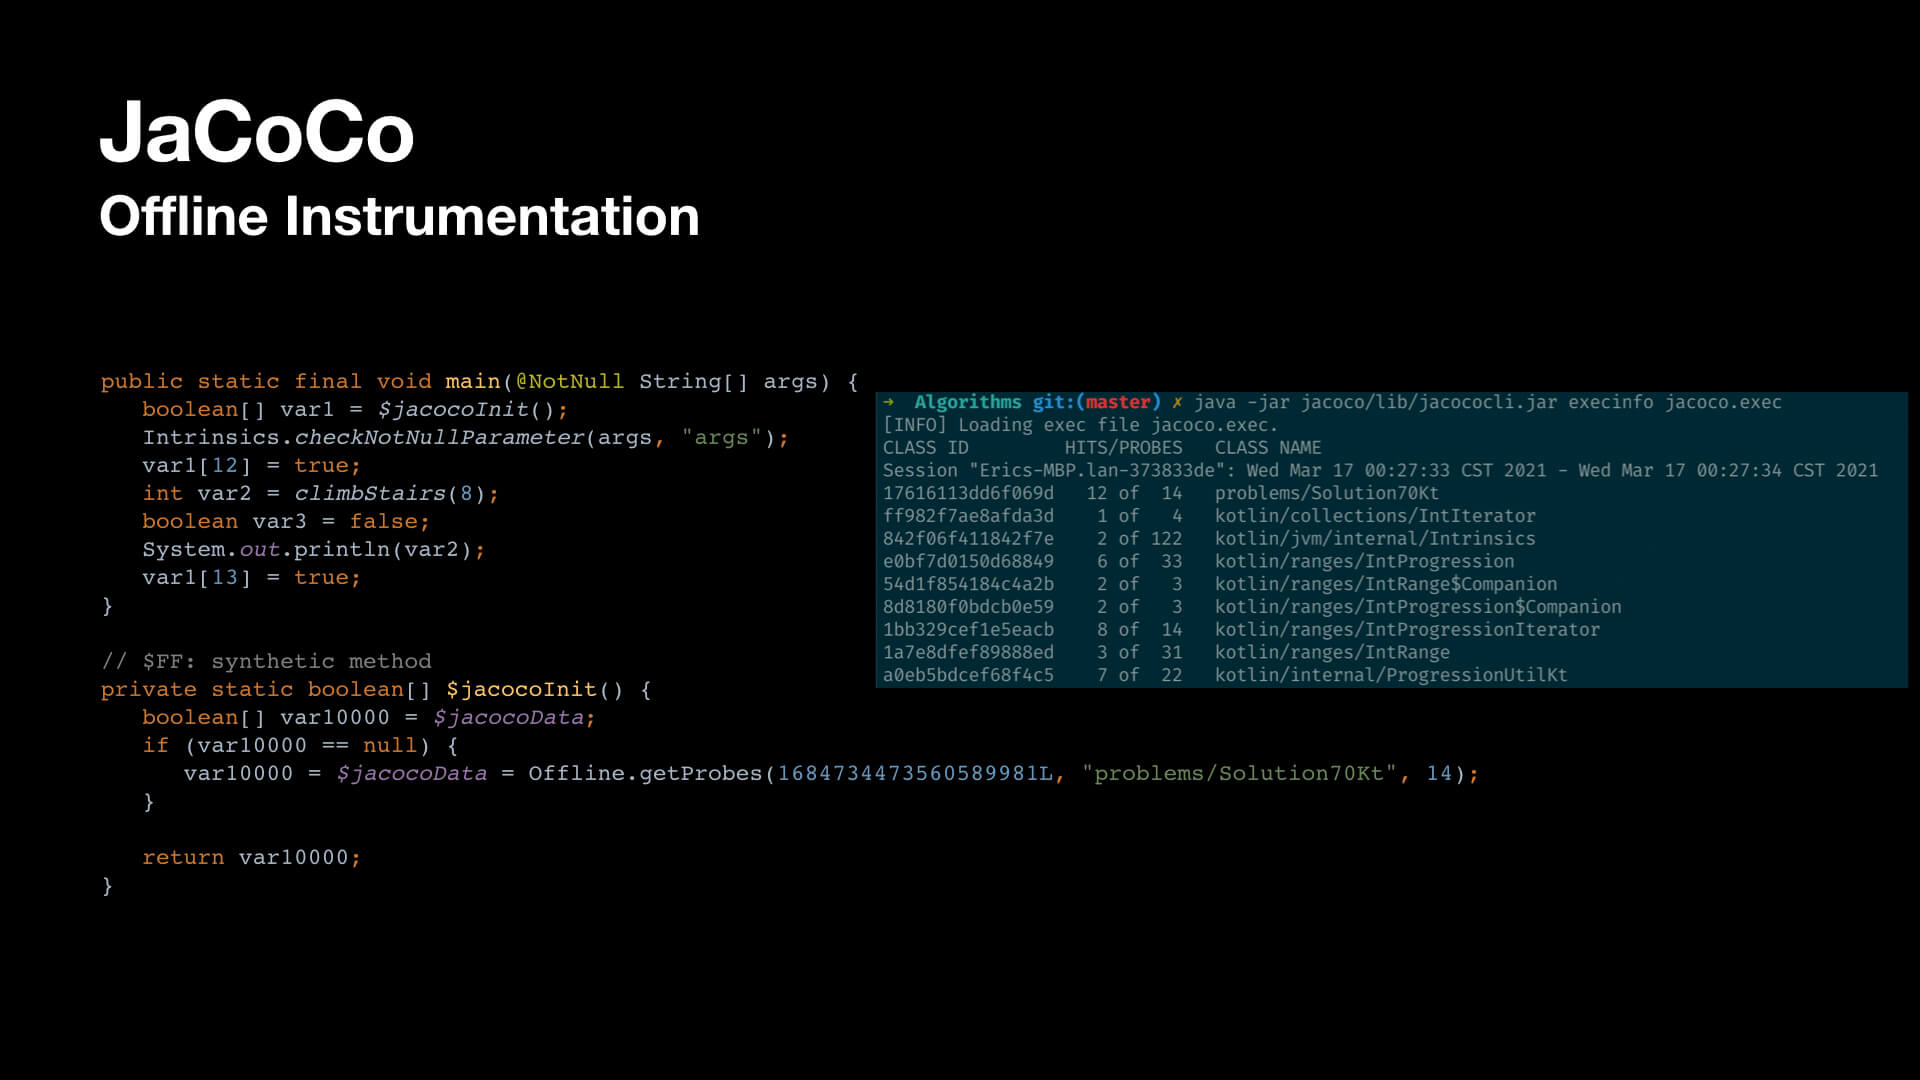 JaCoCo
Offline Instrumentation
public static final void main(@NotNull String[] args) {
   boolean[] var1 = $jacocoInit();
   Intrinsics.checkNotNullParameter(args, "args");
   var1[12] = true;
   int var2 = climbStairs(8);
   boolean var3 = false;
   System.out.println(var2);
   var1[13] = true;
}
// $FF: synthetic method
private static boolean[] $jacocoInit() {
   boolean[] var10000 = $jacocoData;
   if (var10000 == null) {
      var10000 = $jacocoData = Offline.getProbes(1684734473560589981L, "problems/Solution70Kt", 14);
   }
   return var10000;
}
➜  Algorithms git:(master) ✗ java -jar jacoco/lib/jacococli.jar execinfo jacoco.exec
[INFO] Loading exec file jacoco.exec.
CLASS ID         HITS/PROBES   CLASS NAME
Session "Erics-MBP.lan-373833de": Wed Mar 17 00:27:33 CST 2021 - Wed Mar 17 00:27:34 CST 2021
17616113dd6f069d   12 of  14   problems/Solution70Kt
ff982f7ae8afda3d    1 of   4   kotlin/collections/IntIterator
842f06f411842f7e    2 of 122   kotlin/jvm/internal/Intrinsics
e0bf7d0150d68849    6 of  33   kotlin/ranges/IntProgression
54d1f854184c4a2b    2 of   3   kotlin/ranges/IntRange$Companion
8d8180f0bdcb0e59    2 of   3   kotlin/ranges/IntProgression$Companion
1bb329cef1e5eacb    8 of  14   kotlin/ranges/IntProgressionIterator
1a7e8dfef89888ed    3 of  31   kotlin/ranges/IntRange
a0eb5bdcef68f4c5    7 of  22   kotlin/internal/ProgressionUtilKt